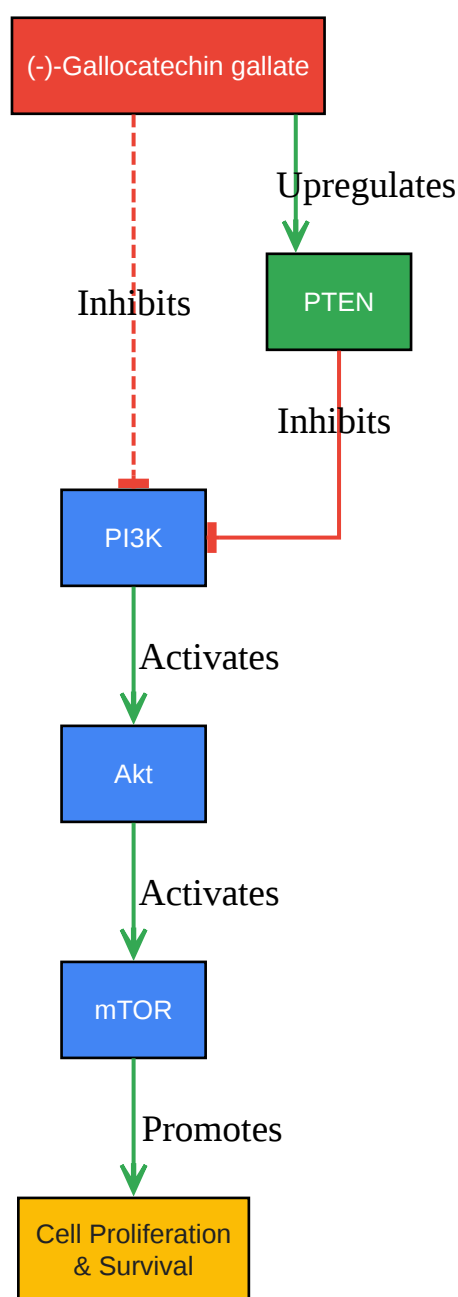 (-)-Gallocatechin gallate
Upregulates
PTEN
Inhibits
Inhibits
PI3K
Activates
Akt
Activates
mTOR
Promotes
Cell Proliferation
& Survival